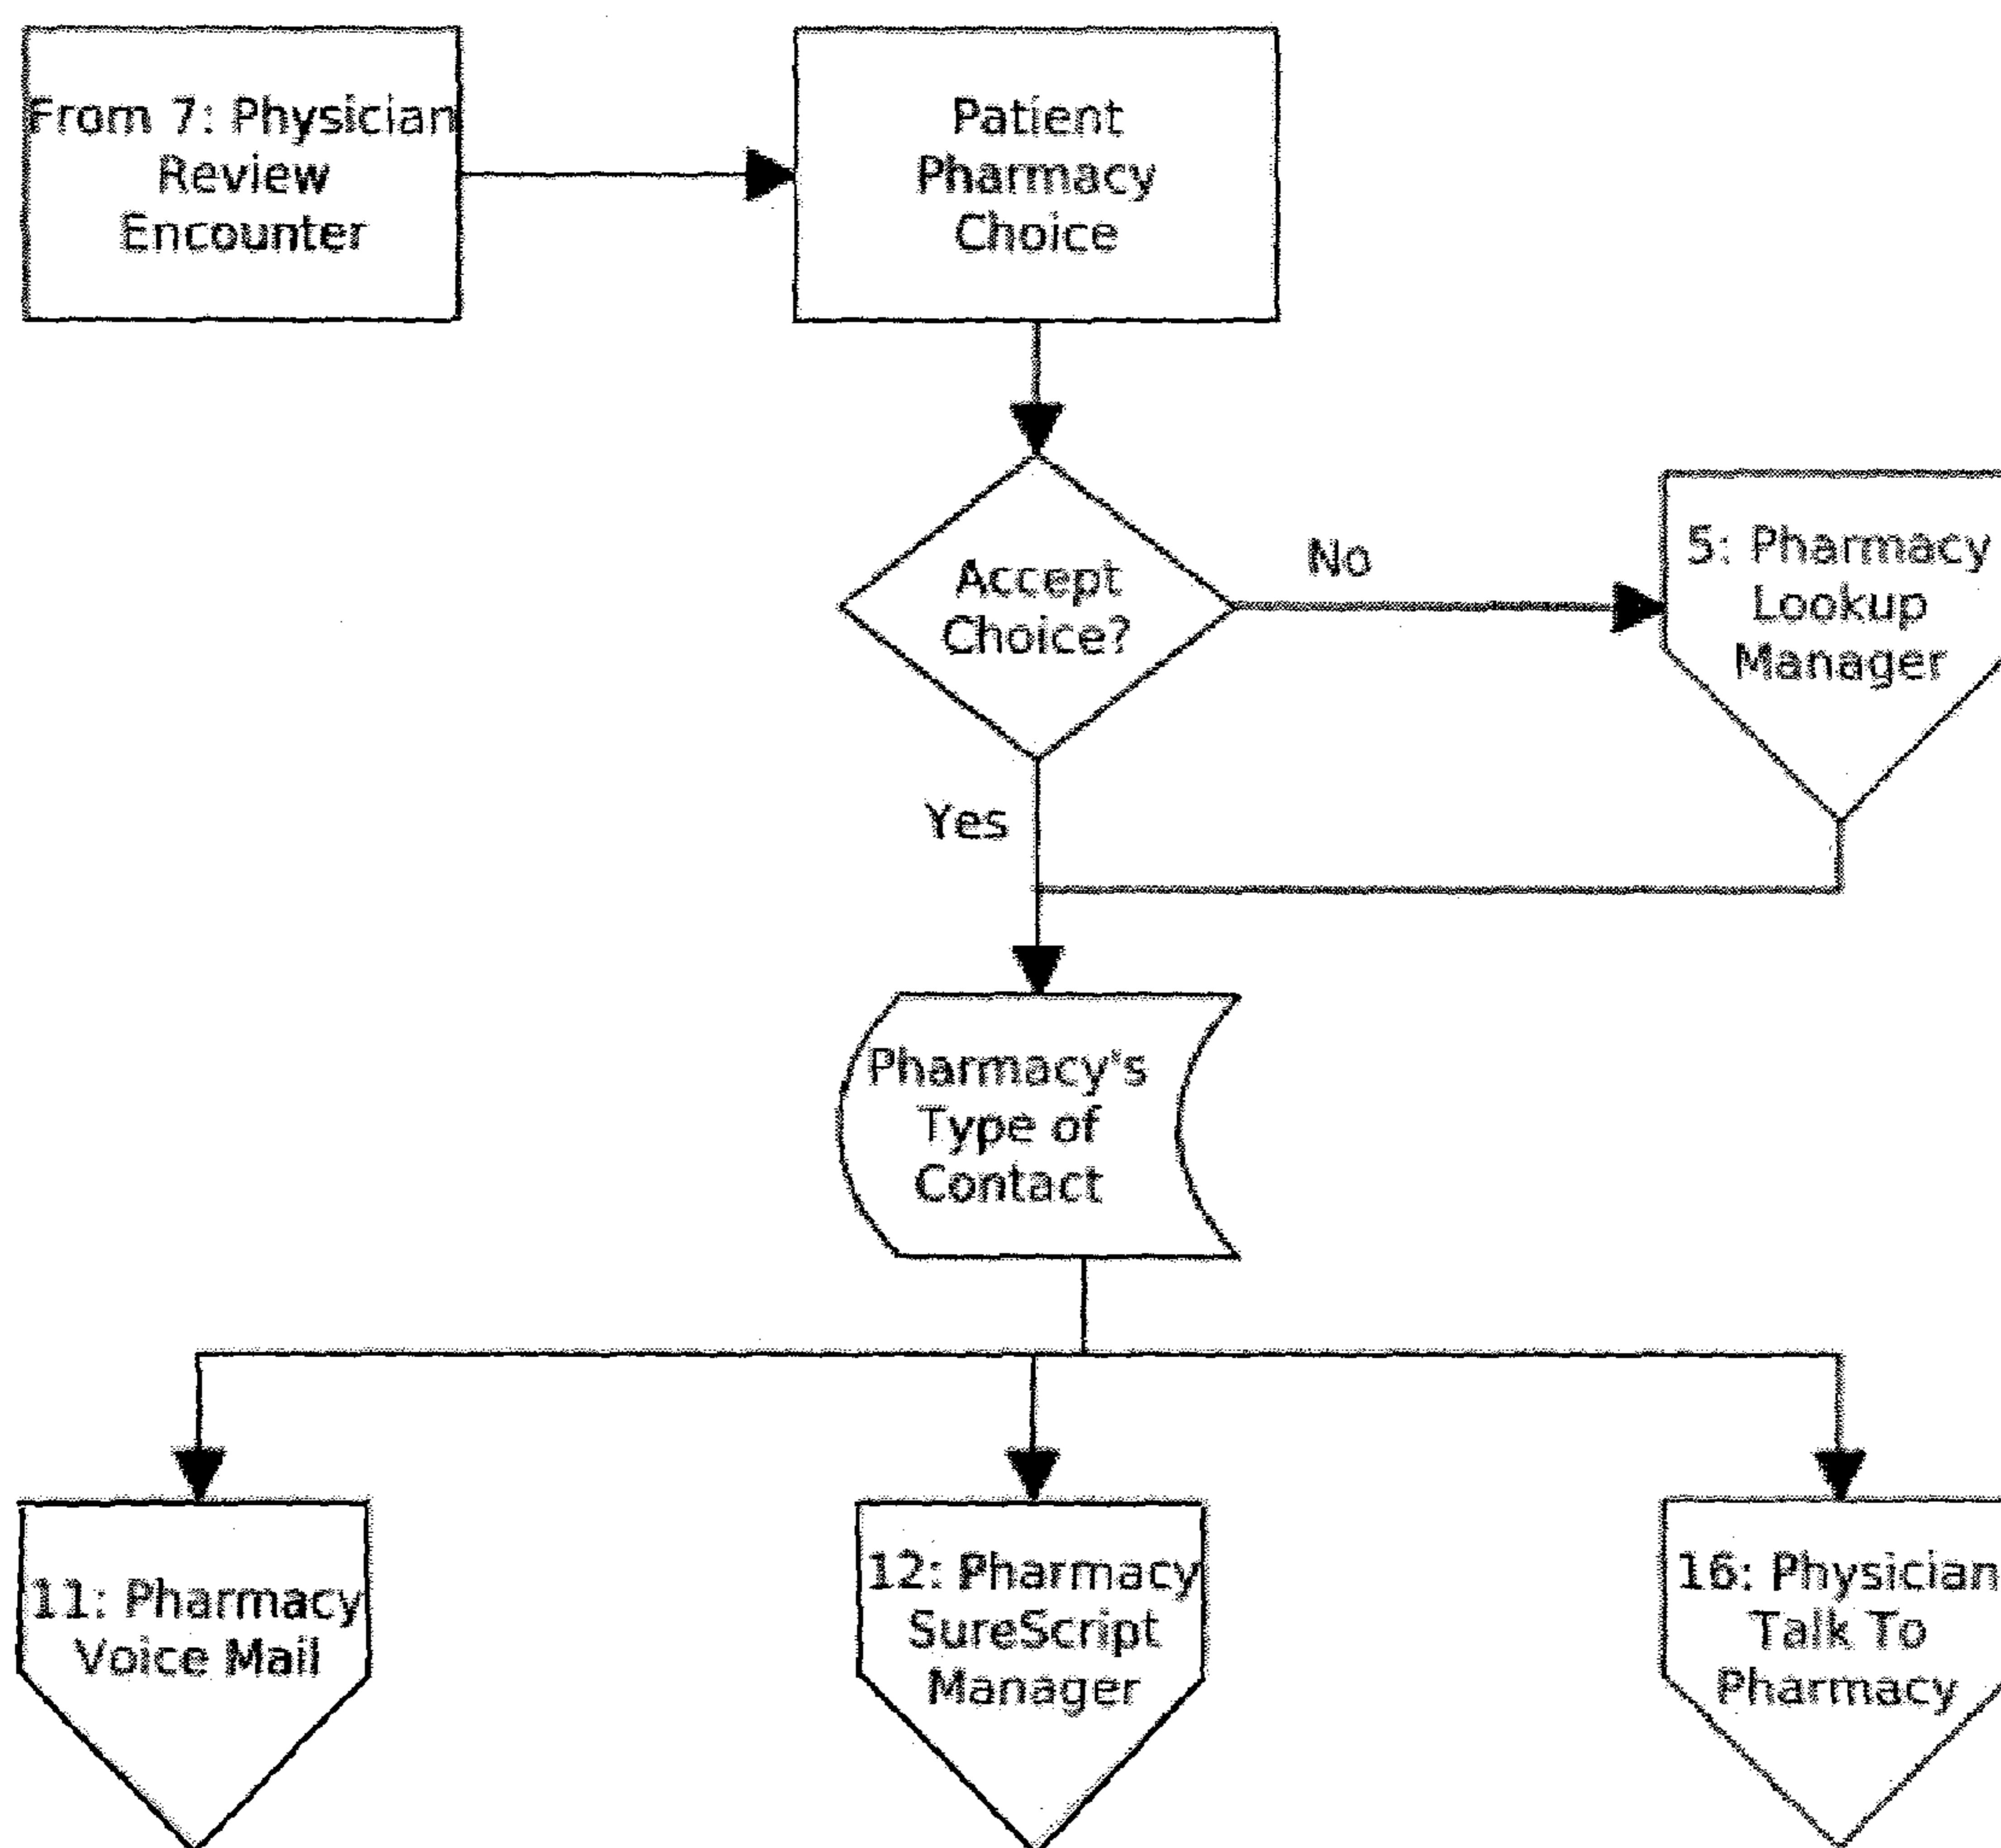 From 7: Physician
Review
Encounter
Patient
Pharmacy
Choice
Accept
Choice?
No
5: Pharmacy
Lookup
Manager
Yes
Pharmacy's
Type of
Contact
11: Pharmacy
Voice Mail
12: Pharmacy
SureScript
Manager
16: Physician
Talk To
Pharmacy